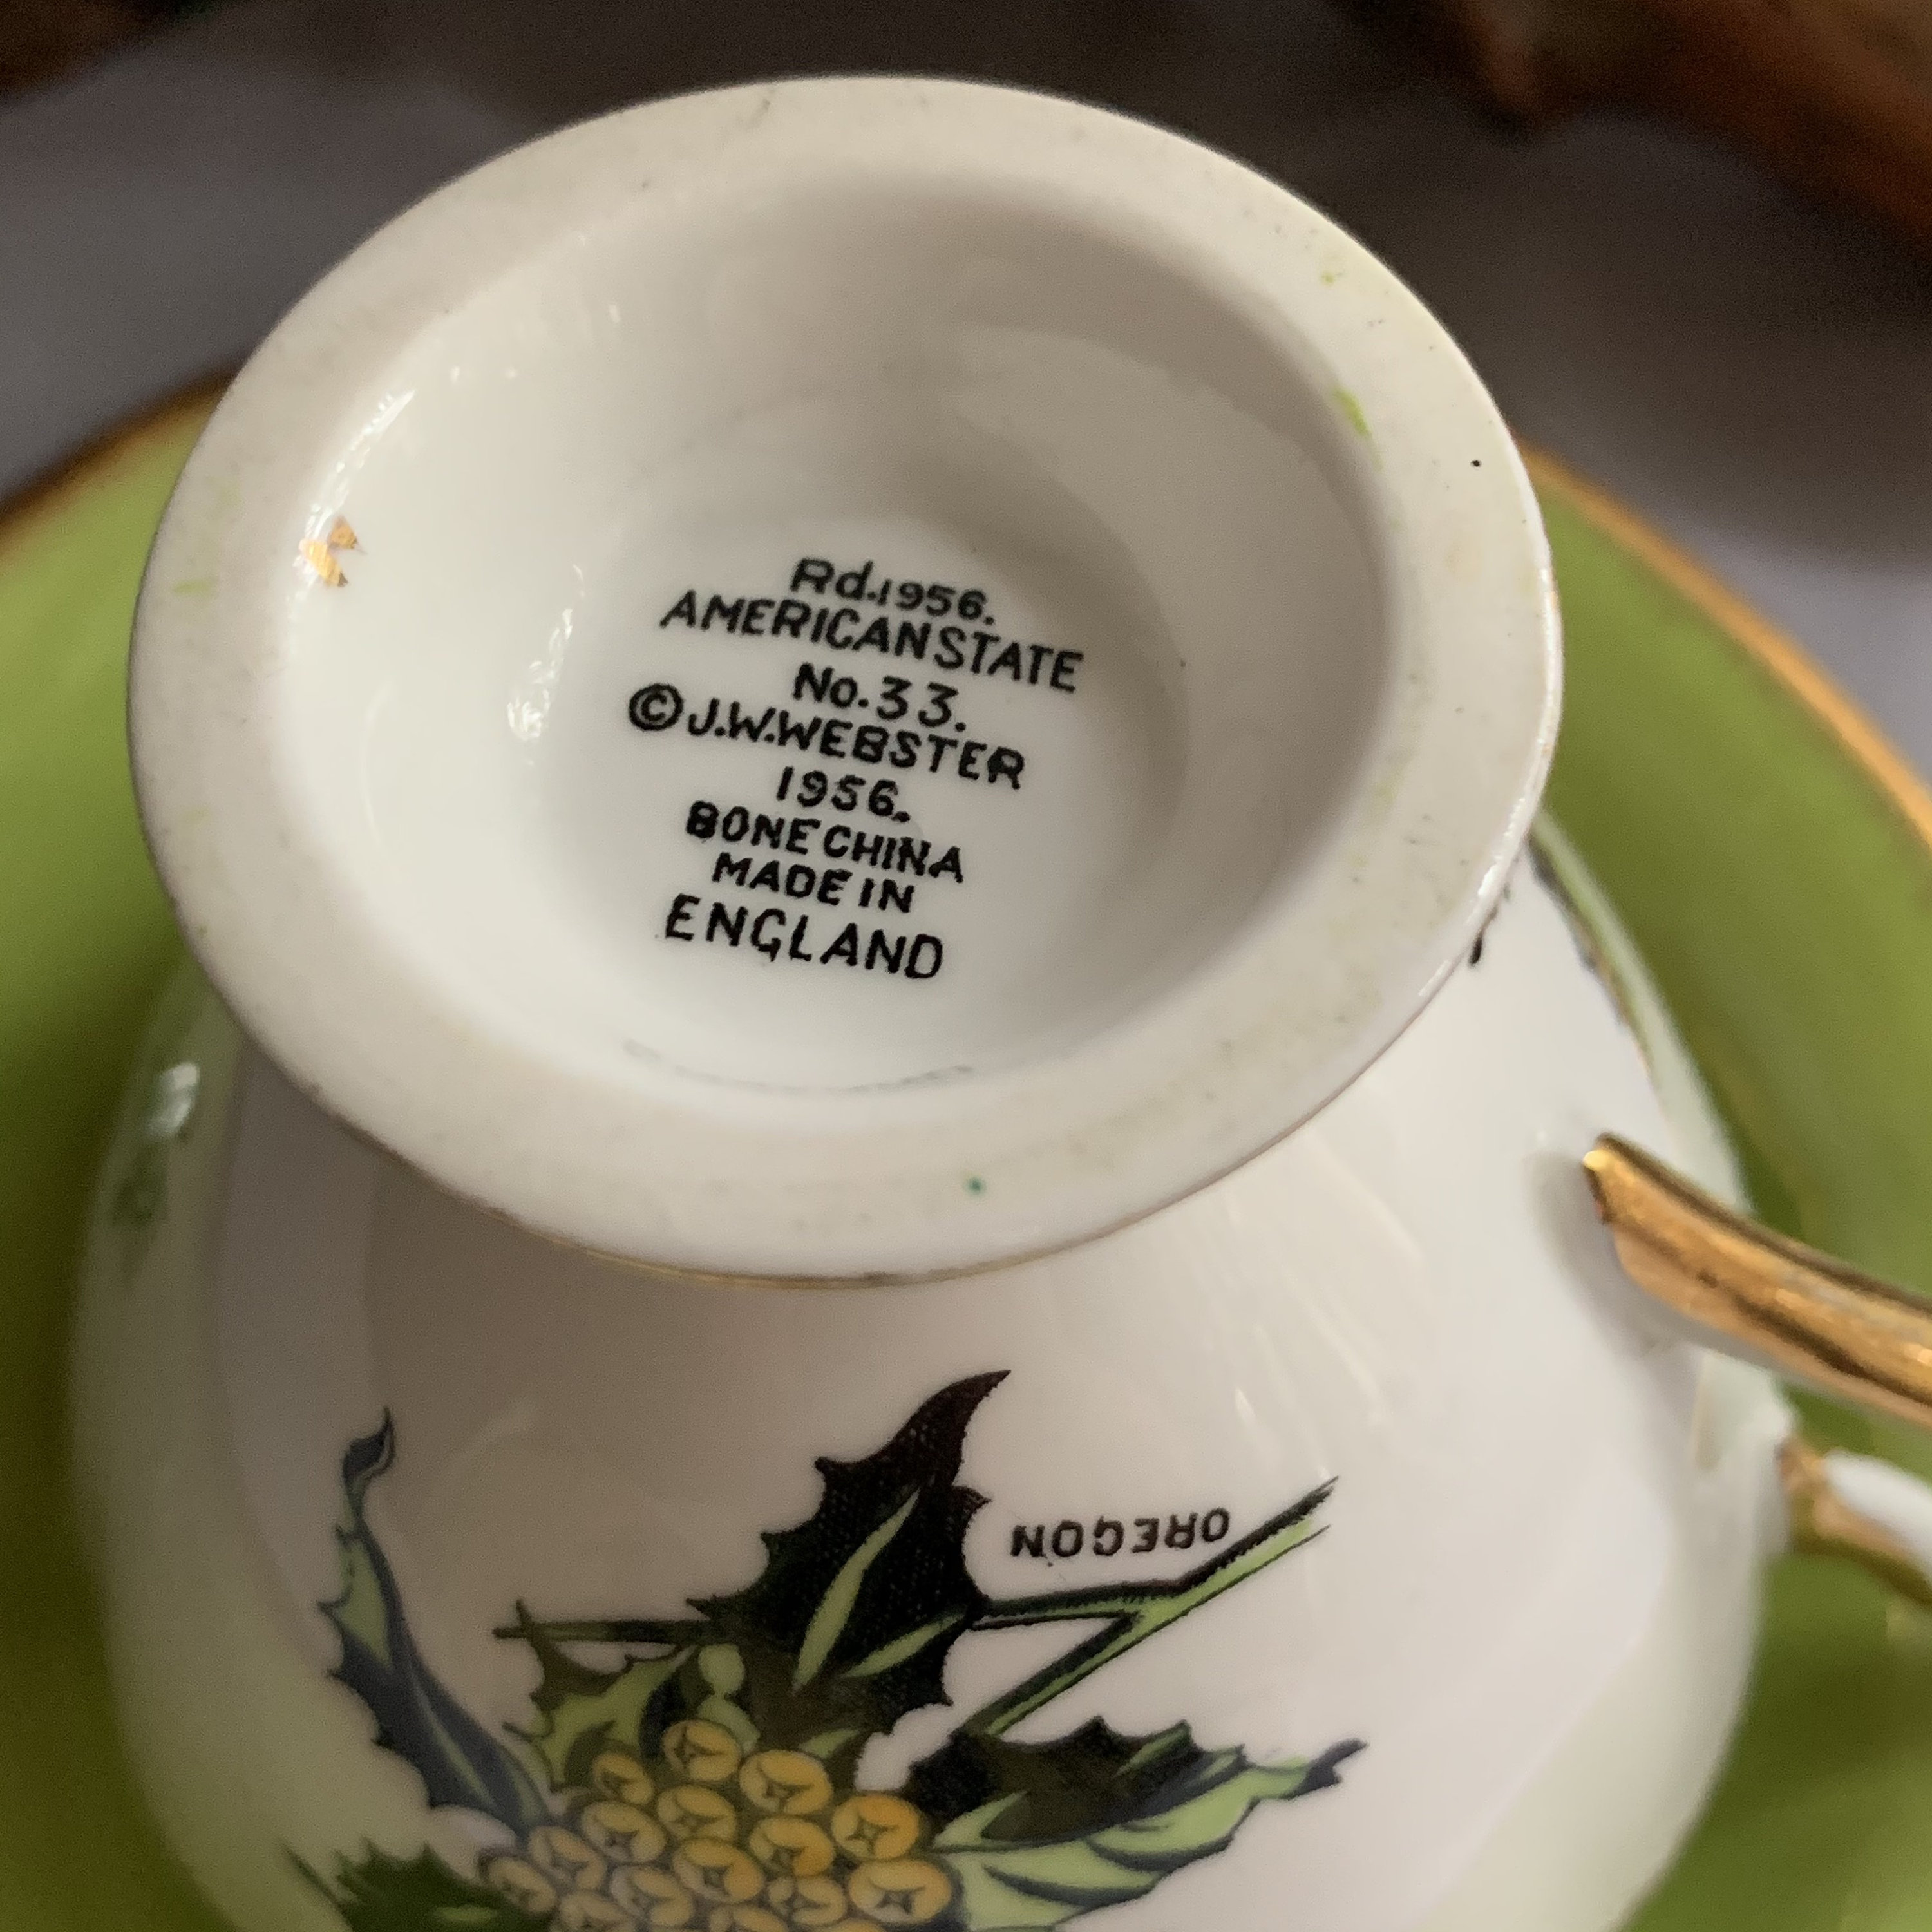 Rd.1956.
AMERICAN STATE
No.33.
©J.W.WEBSTER
1956.
BONE CHINA
MADE IN
ENGLAND
OREGON